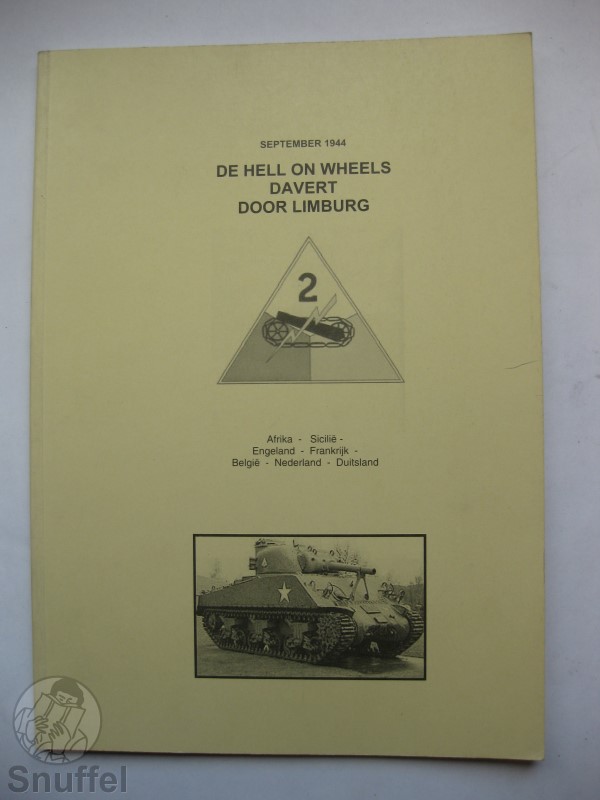 SEPTEMBER 1944
DE HELL ON WHEELS
DAVERT
DOOR LIMBURG
2
Afrika - Sicilië -
Engeland - Frankrijk -
België - Nederland - Duitsland
Snuffel